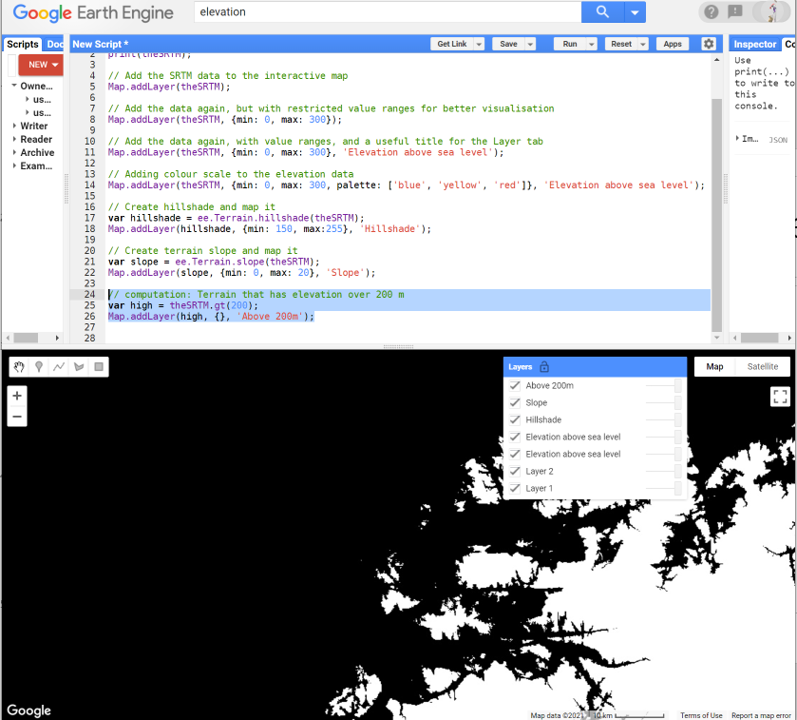 Google Earth Engine
elevation
Scripts Doc
New Script *
Get Link
Save
Run
Reset
Apps
Inspector Co
NEW
Owne...
us...
us...
Writer
Reader
Archive
Exam...
2 print(theSRTM);
3
4 // Add the SRTM data to the interactive map
5 Map.addLayer(theSRTM);
6
7 // Add the data again, but with restricted value ranges for better visualisation
8 Map.addLayer(theSRTM, {min: 0, max: 300});
9
10 // Add the data again, with value ranges, and a useful title for the Layer tab
11 Map.addLayer(theSRTM, {min: 0, max: 300}, 'Elevation above sea level');
12
13 // Adding colour scale to the elevation data
14 Map.addLayer(theSRTM, {min: 0, max: 300, palette: ['blue', 'yellow', 'red']}, 'Elevation above sea level');
15
16 // Create hillshade and map it
17 var hillshade = ee.Terrain.hillshade(theSRTM);
18 Map.addLayer(hillshade, {min: 150, max:255}, 'Hillshade');
19
20 // Create terrain slope and map it
21 var slope = ee.Terrain.slope(theSRTM);
22 Map.addLayer(slope, {min: 0, max: 20}, 'Slope');
23
24 // computation: Terrain that has elevation over 200 m
25 var high = theSRTM.gt(200);
26 Map.addLayer(high, {}, 'Above 200m');
27
28
Use
print(...)
to write to
this
console.
Im... JSON
Layers
Above 200m
Slope
Hillshade
Elevation above sea level
Elevation above sea level
Layer 2
Layer 1
Map Satellite
Google
Map data ©2021 10 km Terms of Use Report a map error